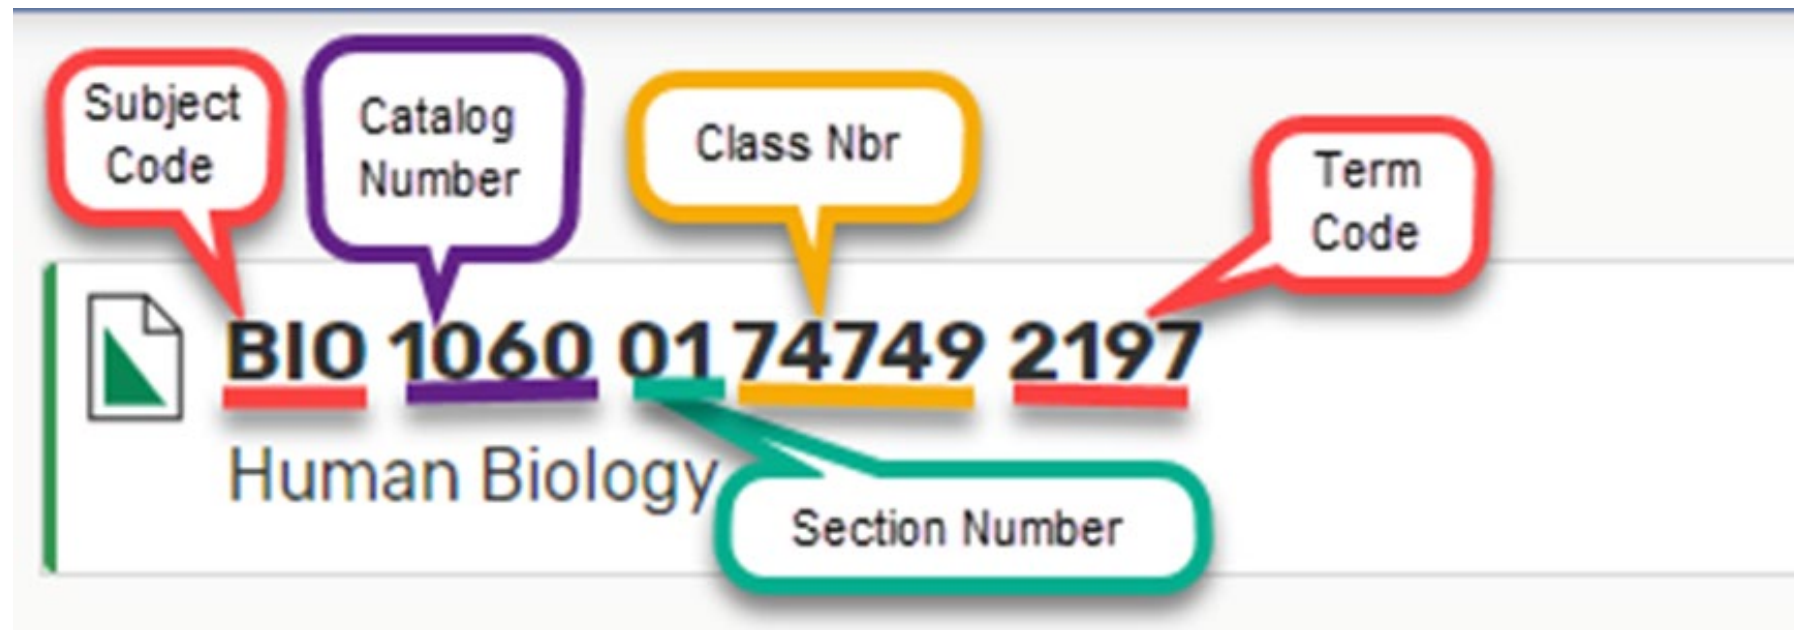 Subject
Code
Catalog
Number
Class Nbr
Term
Code
BIO 1060 01 74749 2197
Human Biology
Section Number